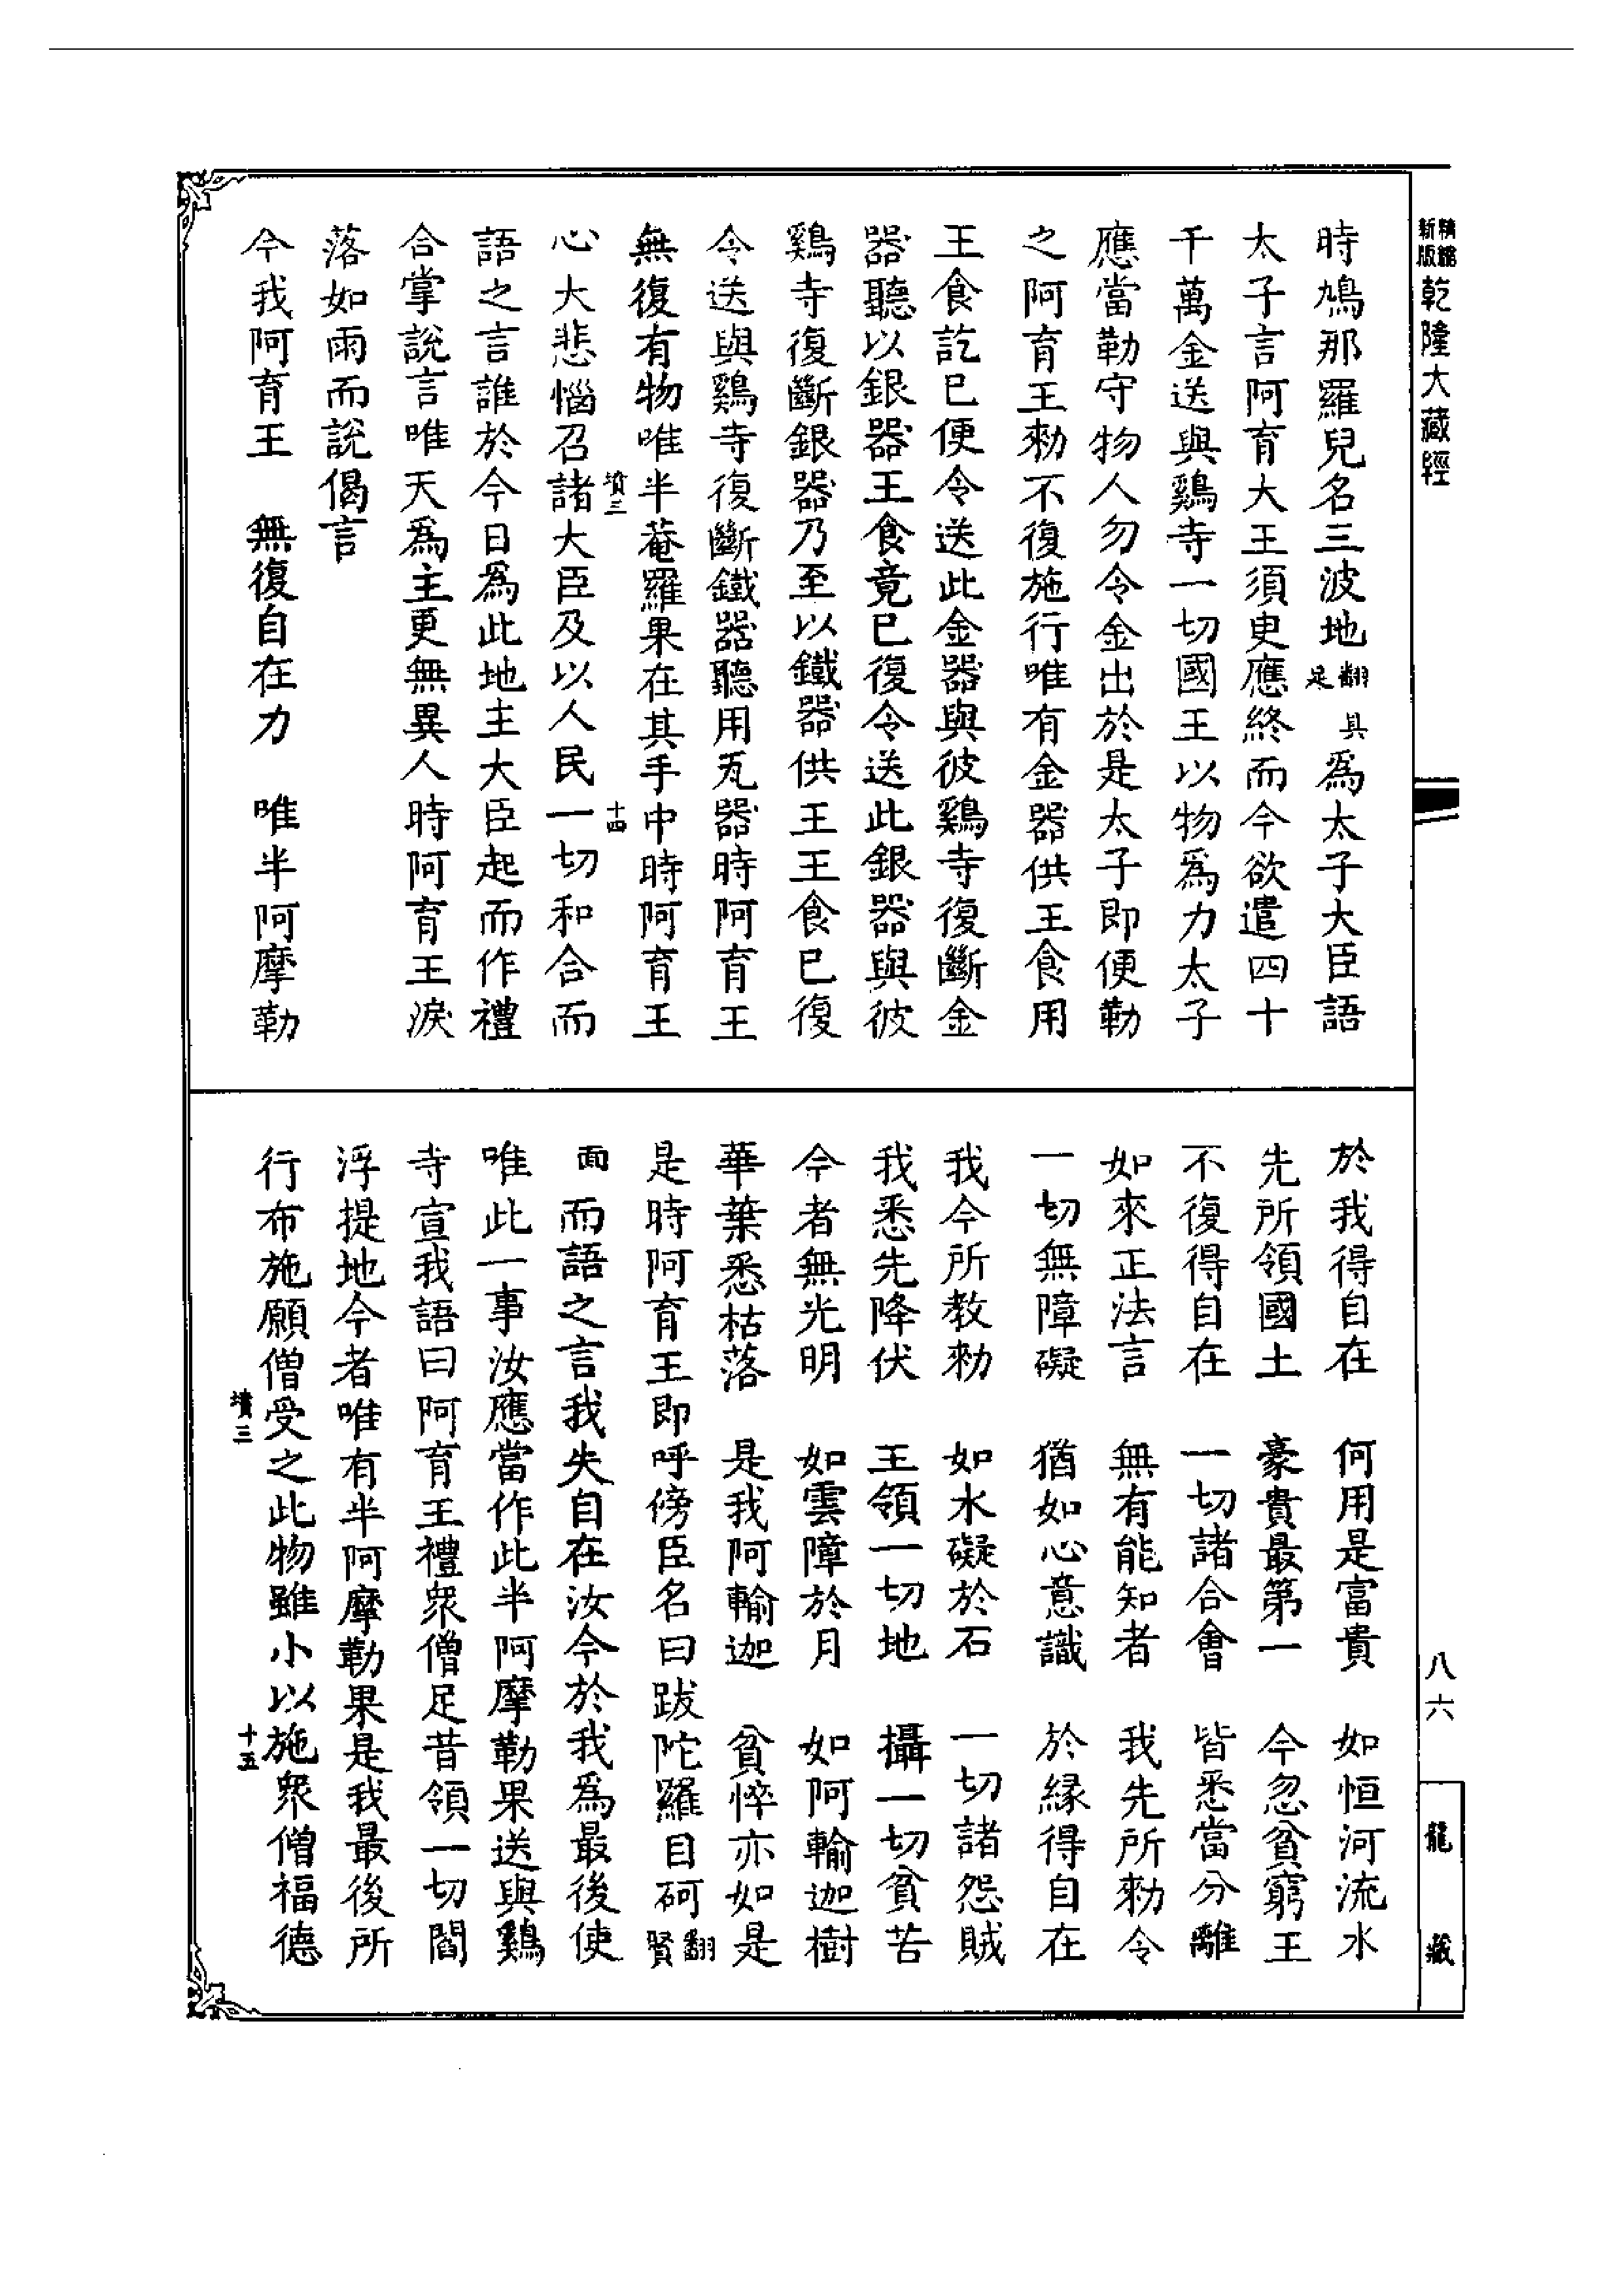 精縮新版乾隆大藏經
時鳩那羅兒名三波地翻具足為太子大臣語
太子言阿育大王須臾應終而今欲遣四十
千萬金送與鷄寺一切國王以物為力太子
應當勒守物人勿令金出於是太子即便勒
之阿育王勑不復施行唯有金器供王食用
王食訖已便令送此金器與彼鷄寺復斷金
器聽以銀器王食竟已復令送此銀器與彼
鷄寺復斷銀器乃至以鐵器供王王食已復
令送與鷄寺復斷鐵器聽用瓦器時阿育王
無復有物唯半菴羅果在其手中時阿育王
墳三 十四
心大悲惱召諸大臣及以人民一切和合而
語之言誰於今日為此地主大臣起而作禮
合掌說言唯天為主更無異人時阿育王淚
落如雨而說偈言
今我阿育王 無復自在力 唯半阿摩勒
於我得自在 何用是富貴 如恒河流水
先所領國土 豪貴最第一 今忽貧窮王
不復得自在 一切諸合會 皆悉當分離
如來正法言 無有能知者 我先所勑令
一切無障礙 猶如心意識 於緣得自在
我今所教勑 如水礙於石 一切諸怨賊
我悉先降伏 王領一切地 攝一切貧苦
今者無光明 如雲障於月 如阿輸迦樹
華葉悉枯落 是我阿輸迦 貧悴亦如是
是時阿育王即呼傍臣名曰跋陀羅目砢翻賢
面而語之言我失自在汝今於我為最後使
唯此一事汝應當作此半阿摩勒果送與鷄
寺宣我語曰阿育王禮眾僧足昔領一切閻
浮提地今者唯有半阿摩勒果是我最後所
行布施願僧受之此物雖小以施眾僧福德
墳三 十五
八六
龍藏